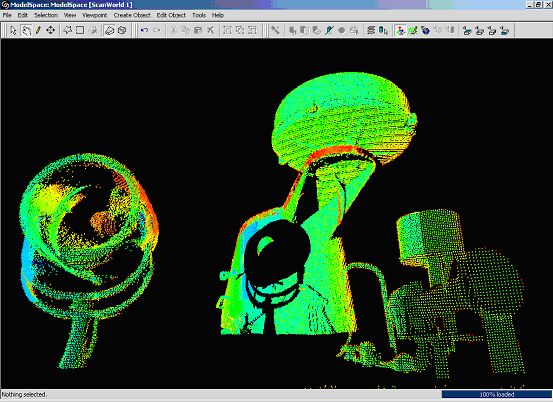 ModelSpace: ModelSpace [ScanWorld 1]
File Edit Selection View Viewpoint Create Object Edit Object Tools Help
Nothing selected.
100% loaded